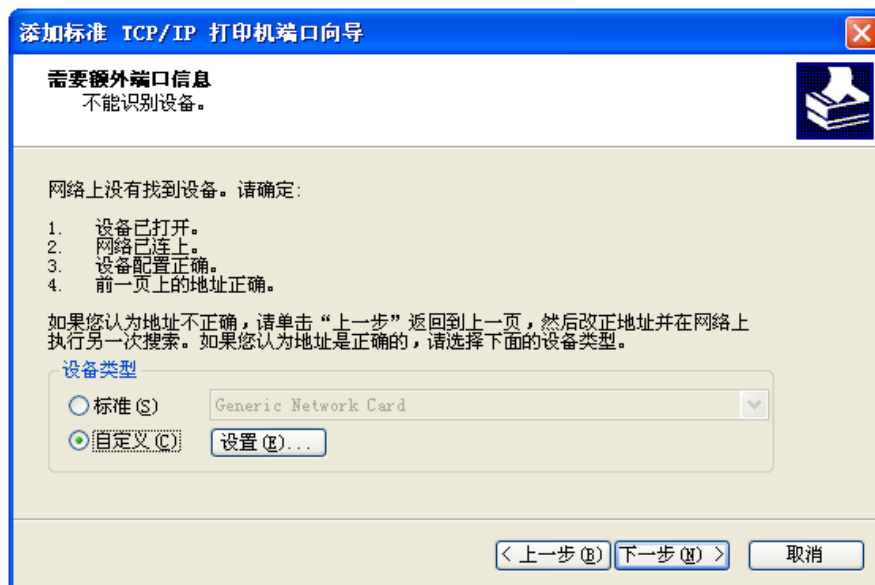 添加标准 TCP/IP 打印机端口向导
需要额外端口信息
不能识别设备。
网络上没有找到设备。请确定:
1. 设备已打开。
2. 网络已连上。
3. 设备配置正确。
4. 前一页上的地址正确。
如果您认为地址不正确,请单击“上一步”返回到上一页,然后改正地址并在网络上
执行另一次搜索。如果您认为地址是正确的,请选择下面的设备类型。
设备类型
标准(S) Generic Network Card
自定义(C) 设置(E)...
< 上一步(B) 下一步(N) > 取消